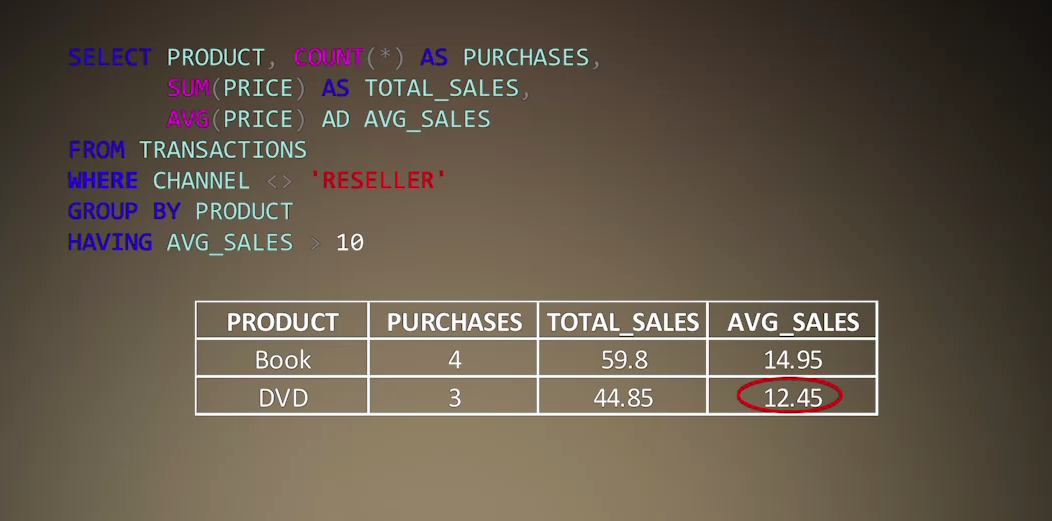 SELECT PRODUCT, COUNT(*) AS PURCHASES,
SUM(PRICE) AS TOTAL_SALES,
AVG(PRICE) AD AVG_SALES
FROM TRANSACTIONS
WHERE CHANNEL <> 'RESELLER'
GROUP BY PRODUCT
HAVING AVG_SALES > 10
PRODUCT PURCHASES TOTAL_SALES AVG_SALES
Book 4 59.8 14.95
DVD 3 44.85 12.45